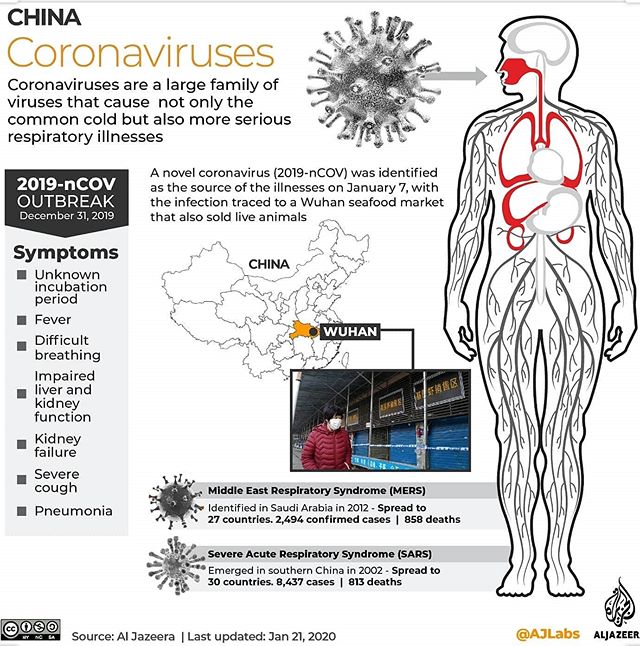 CHINA
Coronaviruses
Coronaviruses are a large family of
viruses that cause not only the
common cold but also more serious
respiratory illnesses
2019-nCOV
OUTBREAK
December 31, 2019
Symptoms
Unknown
incubation
period
Fever
Difficult
breathing
Impaired
liver and
kidney
function
Kidney
failure
Severe
cough
Pneumonia
A novel coronavirus (2019-nCOV) was identified
as the source of the illnesses on January 7, with
the infection traced to a Wuhan seafood market
that also sold live animals
CHINA
WUHAN
Middle East Respiratory Syndrome (MERS)
Identified in Saudi Arabia in 2012 - Spread to
27 countries. 2,494 confirmed cases | 858 deaths
Severe Acute Respiratory Syndrome (SARS)
Emerged in southern China in 2002 - Spread to
30 countries. 8,437 cases | 813 deaths
cc
BY NC SA
Source: Al Jazeera | Last updated: Jan 21, 2020
@AJLabs
ALJAZEERA